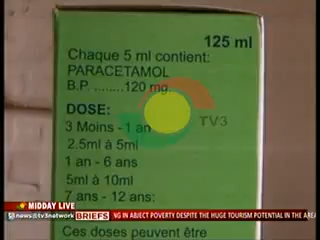 125 ml
Chaque 5 ml contient:
PARACETAMOL
B.P. ........120 mg.
DOSE:
3 Moins - 1 an
2.5ml à 5ml
1 an - 6 ans
5ml à 10ml
7 ans - 12 ans:
Ces doses peuvent être
TV3
MIDDAY LIVE
news@tv3network BRIEFS NG IN ABJECT POVERTY DESPITE THE HUGE TOURISM POTENTIAL IN THE AREA